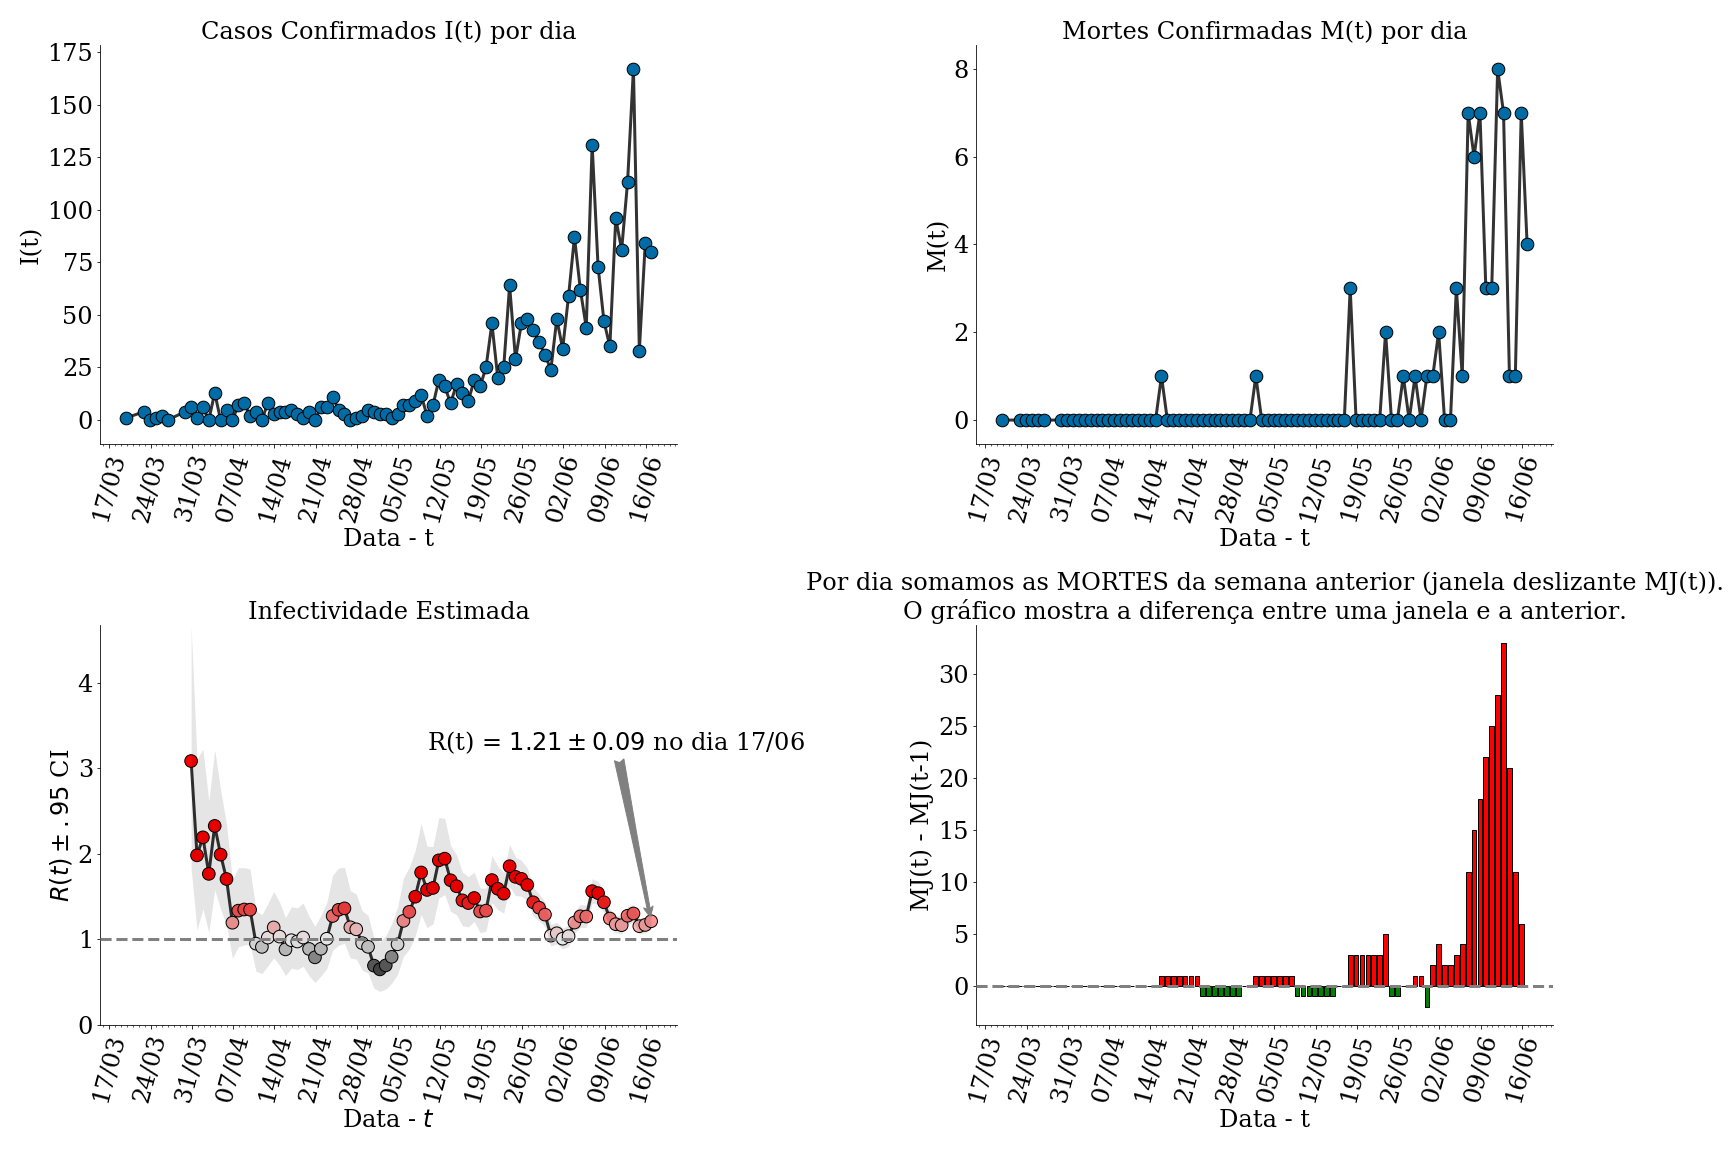 Casos Confirmados I(t) por dia
175
150
125
100
75
50
25
0
I(t)
17/03 24/03 31/03 07/04 14/04 21/04 28/04 05/05 12/05 19/05 26/05 02/06 09/06 16/06
Data - t
Mortes Confirmadas M(t) por dia
8
6
4
2
0
M(t)
17/03 24/03 31/03 07/04 14/04 21/04 28/04 05/05 12/05 19/05 26/05 02/06 09/06 16/06
Data - t
Infectividade Estimada
4
3
2
1
0
R(t) ± .95 CI
R(t) = 1.21 ± 0.09 no dia 17/06
17/03 24/03 31/03 07/04 14/04 21/04 28/04 05/05 12/05 19/05 26/05 02/06 09/06 16/06
Data - t
Por dia somamos as MORTES da semana anterior (janela deslizante MJ(t)).
O gráfico mostra a diferença entre uma janela e a anterior.
30
25
20
15
10
5
0
MJ(t) - MJ(t-1)
17/03 24/03 31/03 07/04 14/04 21/04 28/04 05/05 12/05 19/05 26/05 02/06 09/06 16/06
Data - t